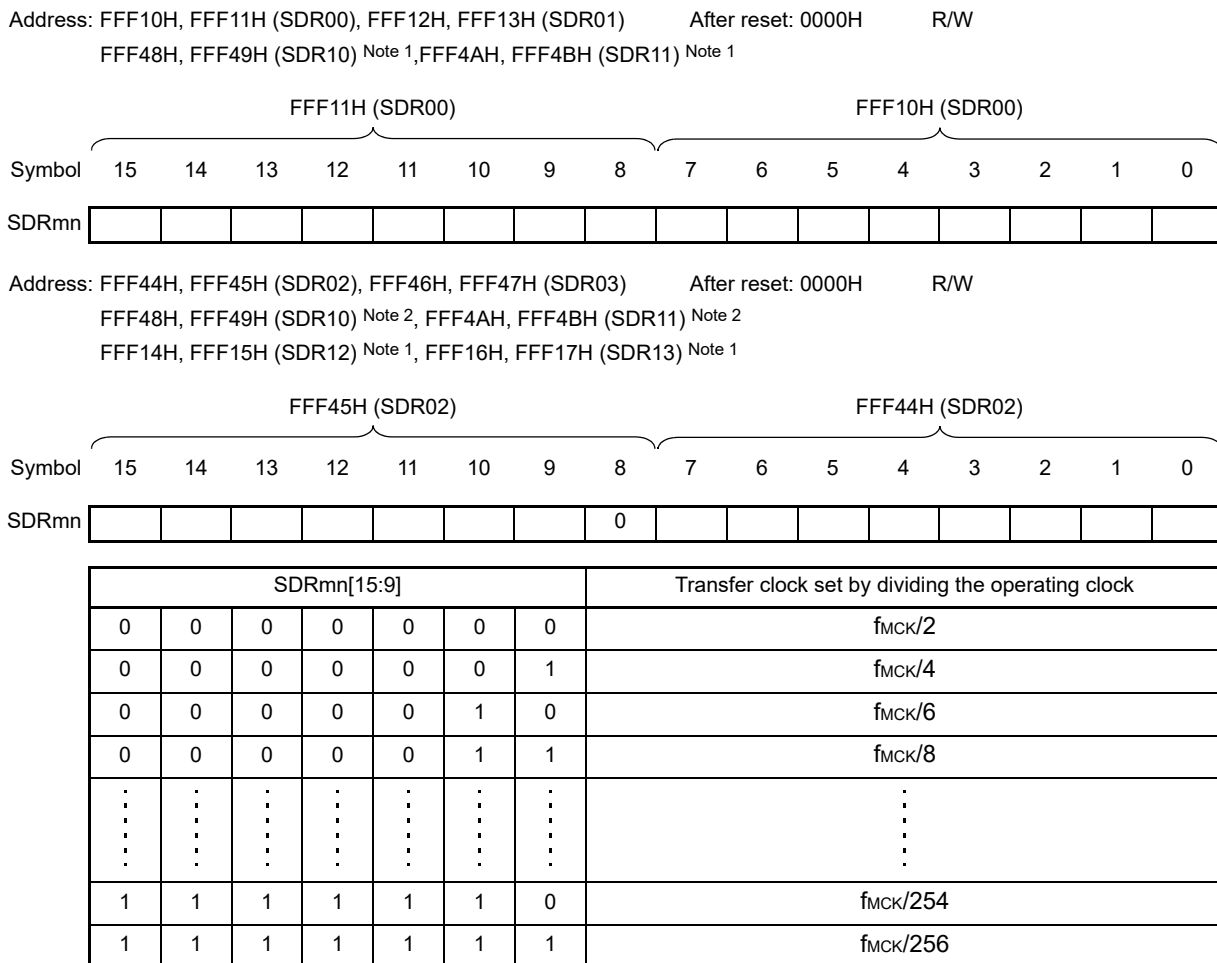 Address: FFF10H, FFF11H (SDR00), FFF12H, FFF13H (SDR01) After reset: 0000H R/W
FFF48H, FFF49H (SDR10) Note 1,FFF4AH, FFF4BH (SDR11) Note 1
FFF11H (SDR00) FFF10H (SDR00)
Symbol 15 14 13 12 11 10 9 8 7 6 5 4 3 2 1 0
SDRmn
Address: FFF44H, FFF45H (SDR02), FFF46H, FFF47H (SDR03) After reset: 0000H R/W
FFF48H, FFF49H (SDR10) Note 2, FFF4AH, FFF4BH (SDR11) Note 2
FFF14H, FFF15H (SDR12) Note 1, FFF16H, FFF17H (SDR13) Note 1
FFF45H (SDR02) FFF44H (SDR02)
Symbol 15 14 13 12 11 10 9 8 7 6 5 4 3 2 1 0
SDRmn 0
SDRmn[15:9] Transfer clock set by dividing the operating clock
0 0 0 0 0 0 0 fMCK/2
0 0 0 0 0 0 1 fMCK/4
0 0 0 0 0 1 0 fMCK/6
0 0 0 0 0 1 1 fMCK/8
1 1 1 1 1 1 0 fMCK/254
1 1 1 1 1 1 1 fMCK/256